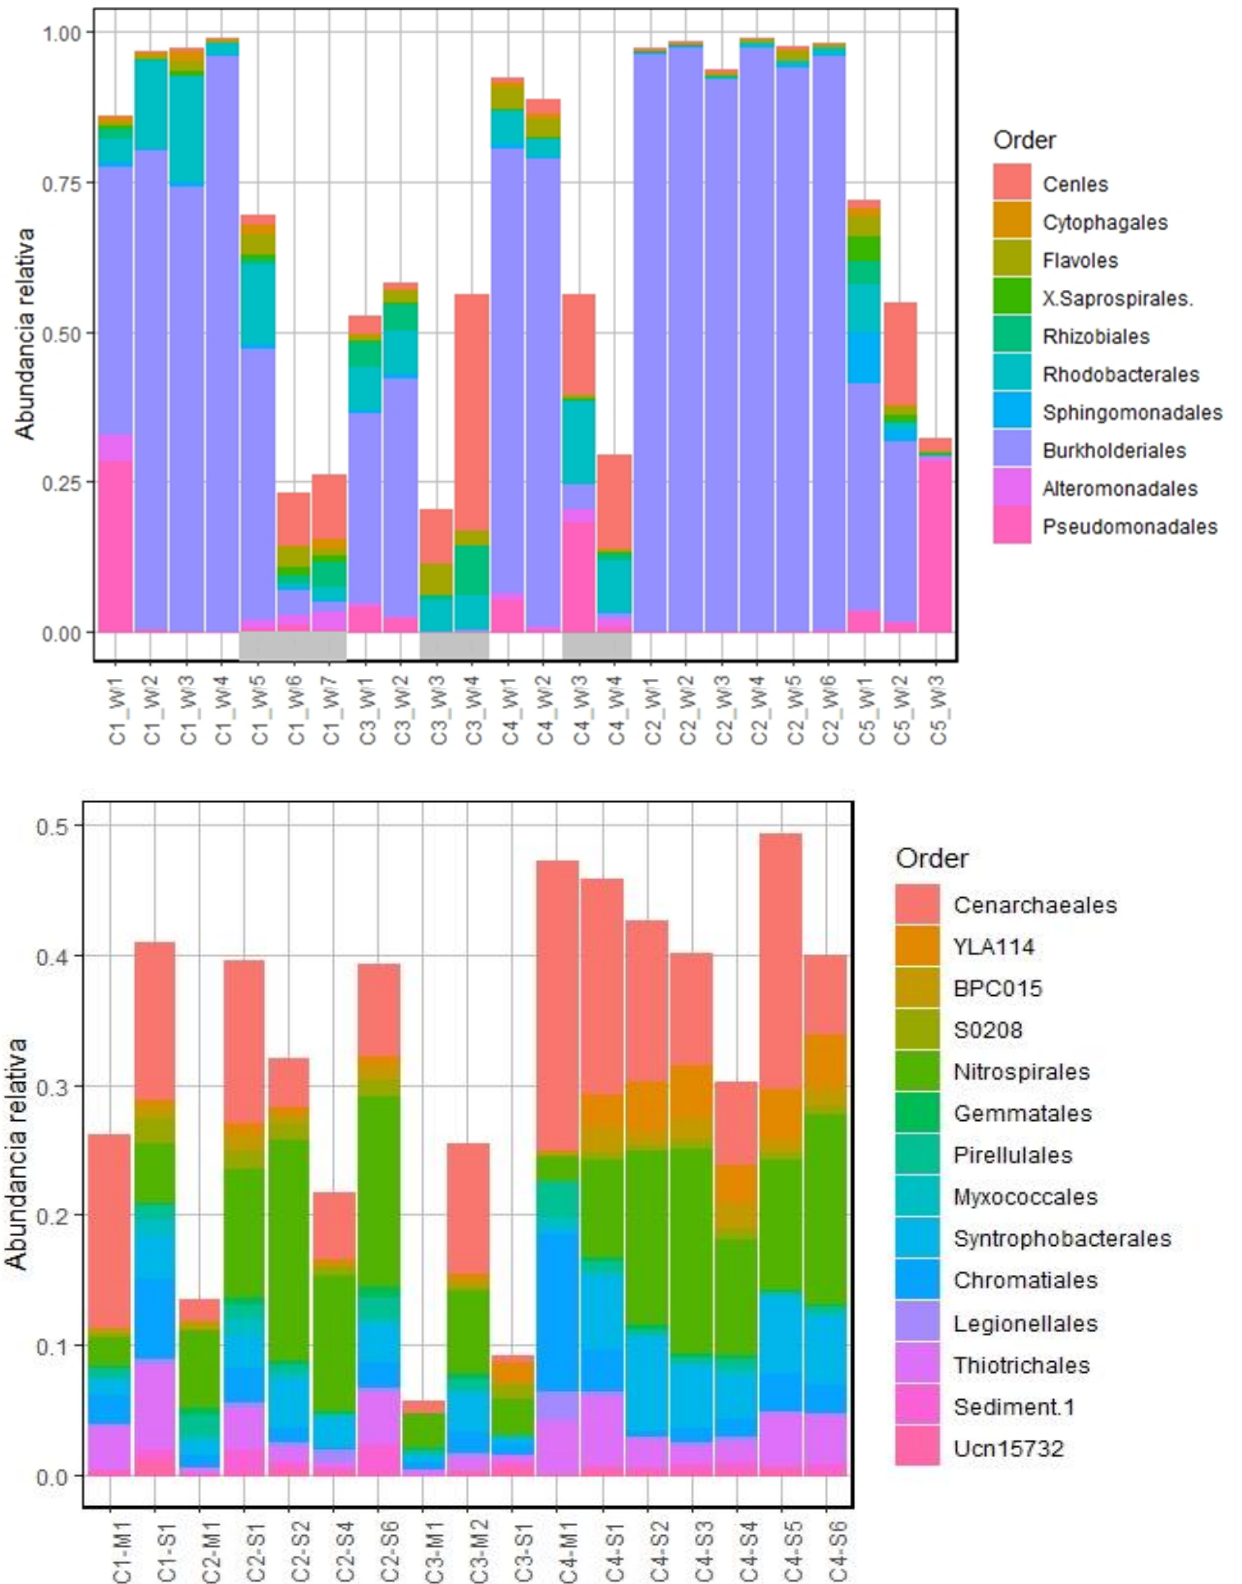 Abundancia relativa
1.00
0.75
0.50
0.25
0.00
C1_W1
C1_W2
C1_W3
C1_W4
C1_W5
C1_W6
C1_W7
C3_W1
C3_W2
C3_W3
C3_W4
C4_W1
C4_W2
C4_W3
C4_W4
C2_W1
C2_W2
C2_W3
C2_W4
C2_W5
C2_W6
C5_W1
C5_W2
C5_W3
Order
Cenles
Cytophagales
Flavoles
X.Saprospirales.
Rhizobiales
Rhodobacterales
Sphingomonadales
Burkholderiales
Alteromonadales
Pseudomonadales
Abundancia relativa
0.5
0.4
0.3
0.2
0.1
0.0
C1-M1
C1-S1
C2-M1
C2-S1
C2-S2
C2-S4
C2-S6
C3-M1
C3-M2
C3-S1
C4-M1
C4-S1
C4-S2
C4-S3
C4-S4
C4-S5
C4-S6
Order
Cenarchaeales
YLA114
BPC015
S0208
Nitrospirales
Gemmatales
Pirellulales
Myxococcales
Syntrophobacterales
Chromatiales
Legionellales
Thiotrichales
Sediment.1
Ucn15732